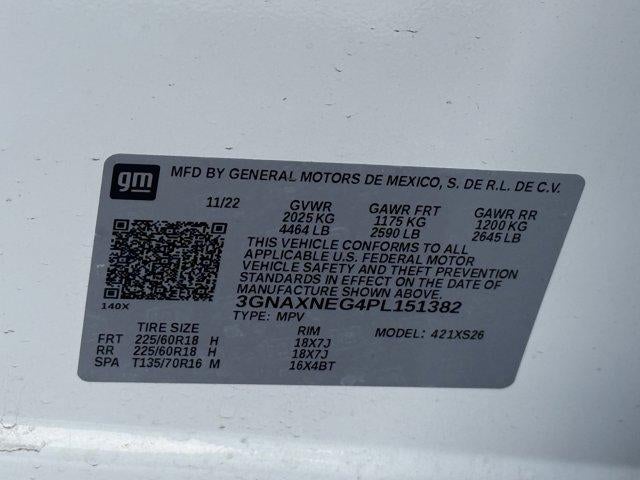 gm
MFD BY GENERAL MOTORS DE MEXICO, S. DE R.L. DE C.V.
11/22 GVWR GAWR FRT GAWR RR
2025 KG 1175 KG 1200 KG
4464 LB 2590 LB 2645 LB
THIS VEHICLE CONFORMS TO ALL
APPLICABLE U.S. FEDERAL MOTOR
VEHICLE SAFETY AND THEFT PREVENTION
STANDARDS IN EFFECT ON THE DATE OF
MANUFACTURE SHOWN ABOVE.
3GNAXNEG4PL151382
140X
TYPE: MPV MODEL: 421XS26
TIRE SIZE RIM
FRT 225/60R18 H 18X7J
RR 225/60R18 H 18X7J
SPA T135/70R16 M 16X4BT